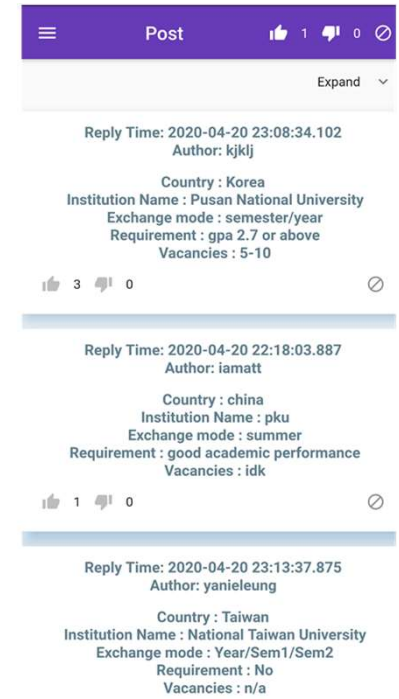 Post 1 0
Expand
Reply Time: 2020-04-20 23:08:34.102
Author: kjklj
Country : Korea
Institution Name : Pusan National University
Exchange mode : semester/year
Requirement : gpa 2.7 or above
Vacancies : 5-10
3 0
Reply Time: 2020-04-20 22:18:03.887
Author: iamatt
Country : china
Institution Name : pku
Exchange mode : summer
Requirement : good academic performance
Vacancies : idk
1 0
Reply Time: 2020-04-20 23:13:37.875
Author: yanieleung
Country : Taiwan
Institution Name : National Taiwan University
Exchange mode : Year/Sem1/Sem2
Requirement : No
Vacancies : n/a